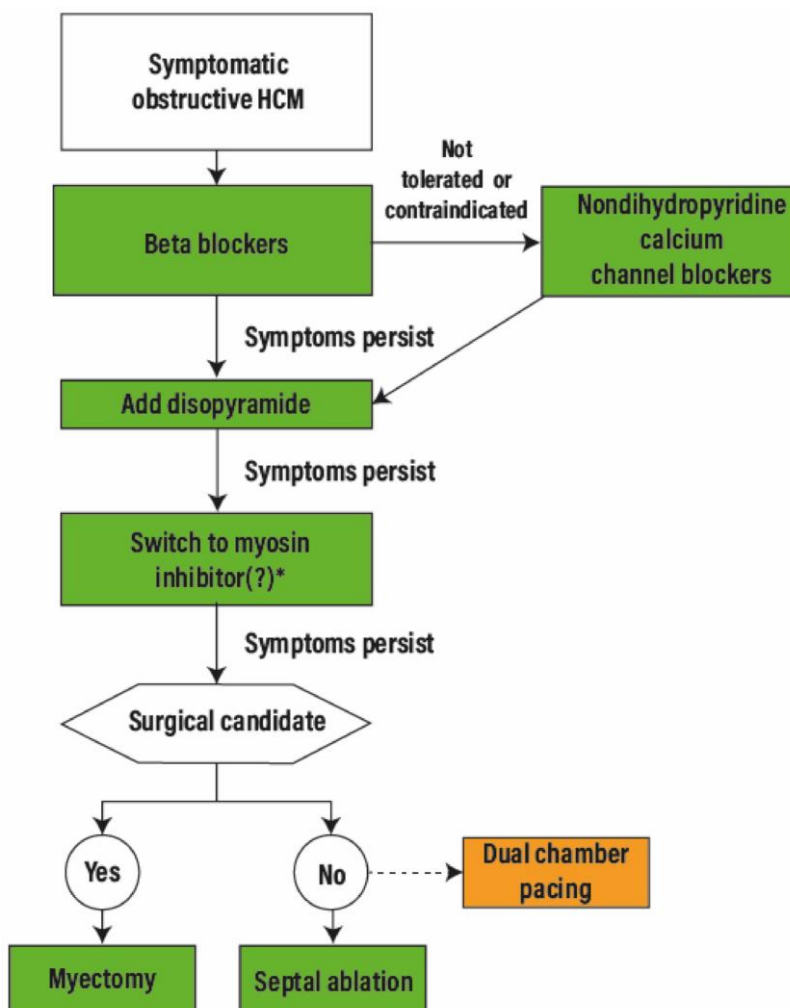 Symptomatic
obstructive HCM
Not
tolerated or
contraindicated
Beta blockers
Nondihydropyridine
calcium
channel blockers
Symptoms persist
Add disopyramide
Symptoms persist
Switch to myosin
inhibitor(?)*
Symptoms persist
Surgical candidate
Yes
No
Dual chamber
pacing
Myectomy
Septal ablation